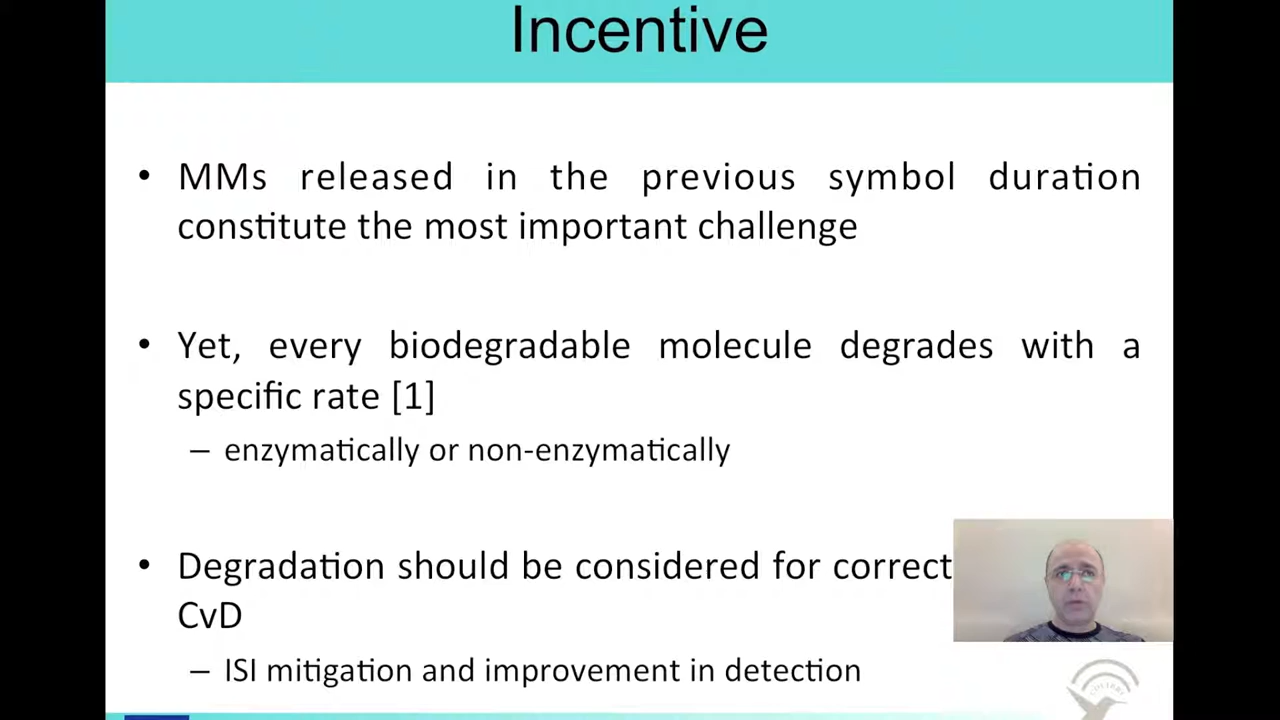 Incentive
• MMs released in the previous symbol duration
constitute the most important challenge
• Yet, every biodegradable molecule degrades with a
specific rate [1]
– enzymatically or non-enzymatically
• Degradation should be considered for correct
CvD
– ISI mitigation and improvement in detection